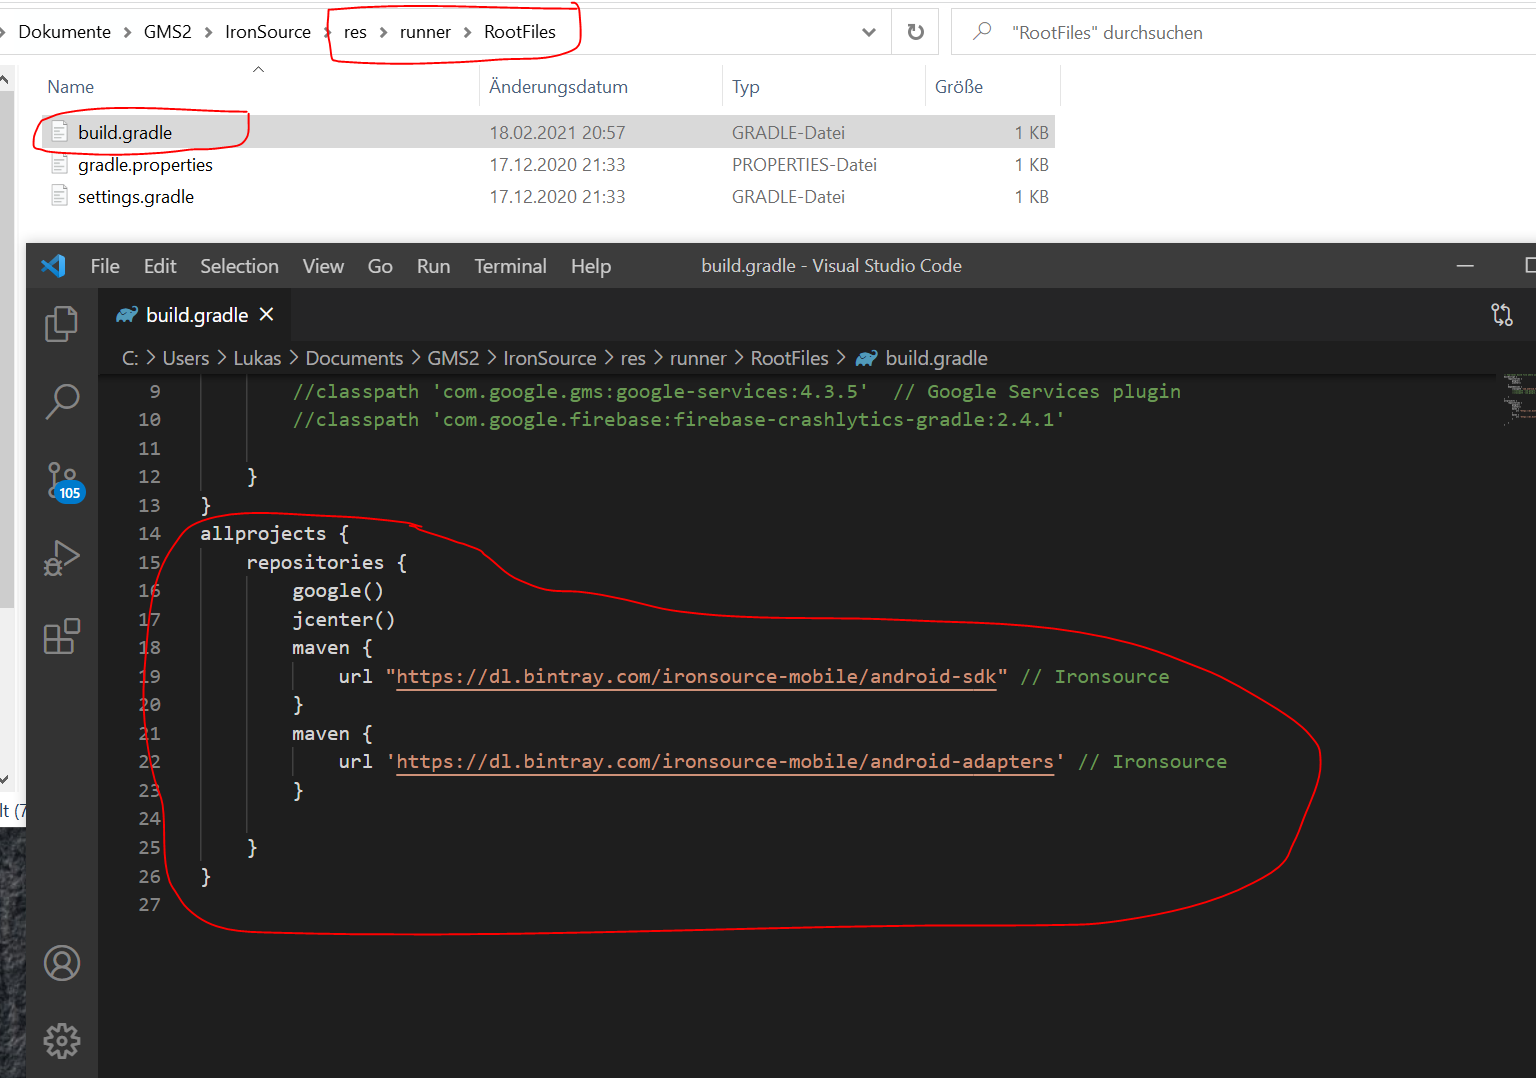 Dokumente GMS2 IronSource res runner RootFiles
"RootFiles" durchsuchen
Name Änderungsdatum Typ Größe
build.gradle 18.02.2021 20:57 GRADLE-Datei 1 KB
gradle.properties 17.12.2020 21:33 PROPERTIES-Datei 1 KB
settings.gradle 17.12.2020 21:33 GRADLE-Datei 1 KB
File Edit Selection View Go Run Terminal Help build.gradle - Visual Studio Code
build.gradle
C: > Users > Lukas > Documents > GMS2 > IronSource > res > runner > RootFiles > build.gradle
9 //classpath 'com.google.gms:google-services:4.3.5' // Google Services plugin
10 //classpath 'com.google.firebase:firebase-crashlytics-gradle:2.4.1'
11
12 }
13 }
14 allprojects {
15 repositories {
16 google()
17 jcenter()
18 maven {
19 url "https://dl.bintray.com/ironsource-mobile/android-sdk" // Ironsource
20 }
21 maven {
22 url 'https://dl.bintray.com/ironsource-mobile/android-adapters' // Ironsource
23 }
24
25 }
26 }
27
105
lt (7